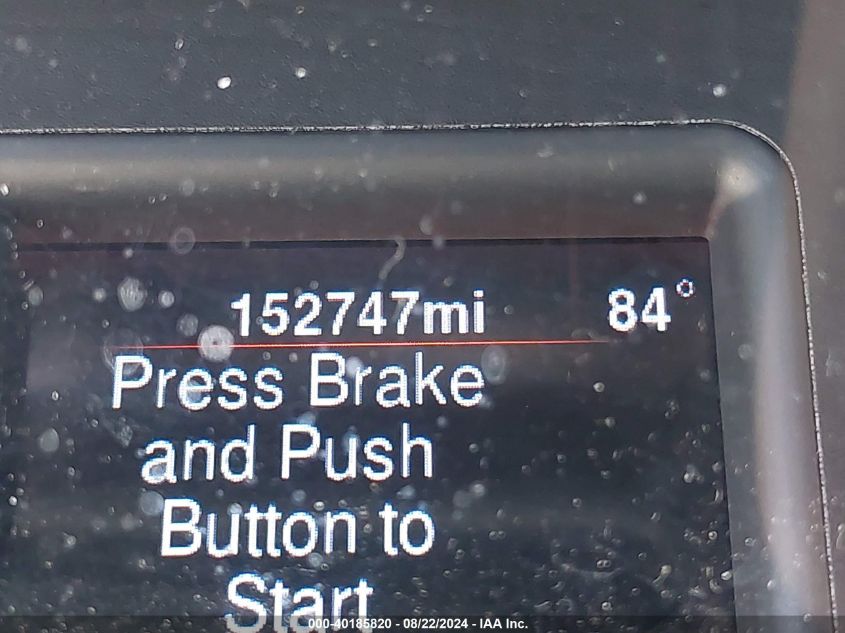 152747mi 84°
Press Brake
and Push
Button to
Start
000-40185820 - 08/22/2024 - IAA Inc.